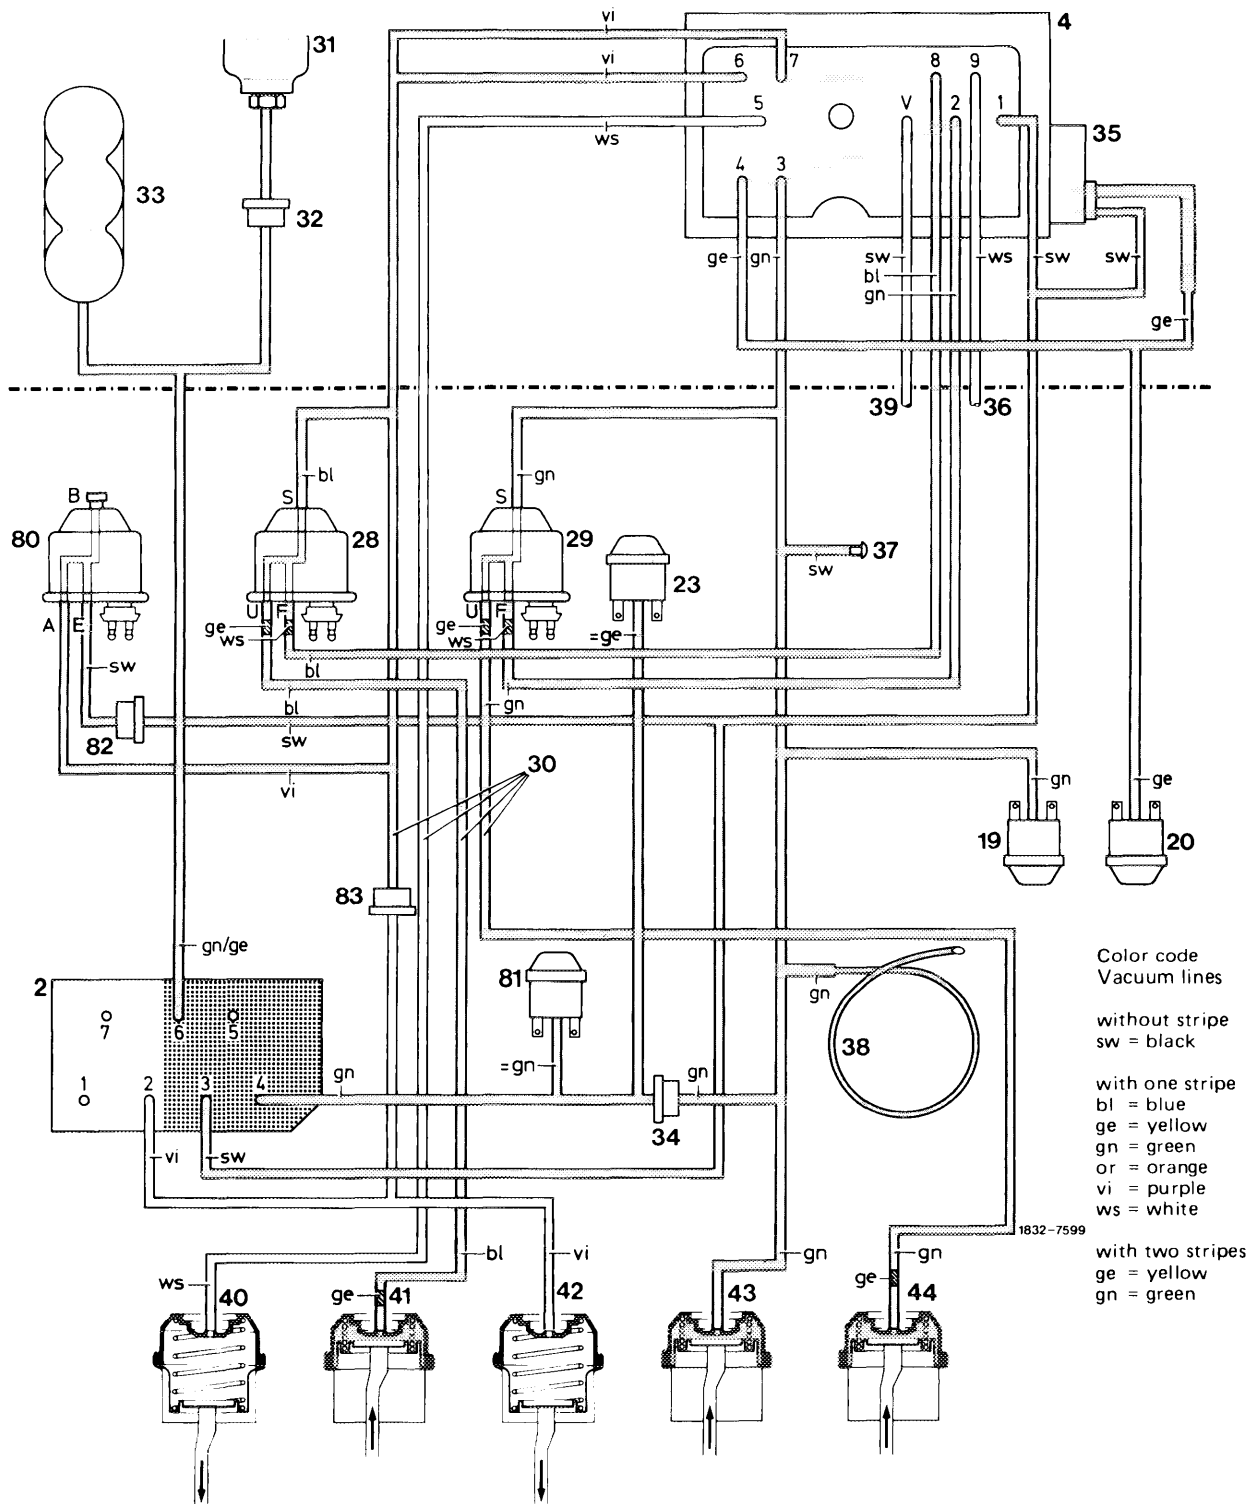 vi
31
4
6
7
8
9
vi
5
V
2
1
35
ws
33
32
4
3
ge
gn
sw
bl
gn
ws
sw
sw
ge
39
36
bl
gn
B
S
S
80
28
29
23
37
sw
A
E
U
F
U
F
ge
ws
ge
ws
=ge
sw
bl
bl
gn
82
sw
30
vi
gn
ge
19
20
83
gn/ge
2
81
7
6
5
gn
38
=gn
1
2
3
4
gn
gn
34
vi
sw
Color code
Vacuum lines
without stripe
sw = black
with one stripe
bl = blue
ge = yellow
gn = green
or = orange
vi = purple
ws = white
with two stripes
ge = yellow
gn = green
1832-7599
bl
vi
gn
gn
ws
40
ge
41
42
43
ge
44